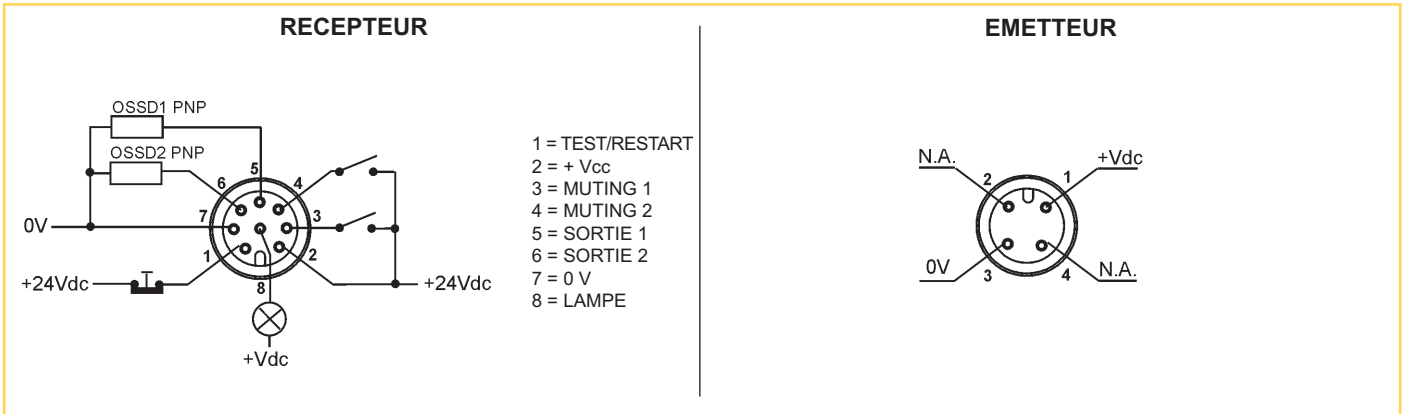 RECEPTEUR
OSSD1 PNP
OSSD2 PNP
5
6
4
7
3
1
2
8
0V
+24Vdc
T
+24Vdc
+Vdc
1 = TEST/RESTART
2 = + Vcc
3 = MUTING 1
4 = MUTING 2
5 = SORTIE 1
6 = SORTIE 2
7 = 0 V
8 = LAMPE
EMETTEUR
N.A.
+Vdc
2
1
0V
3
4
N.A.